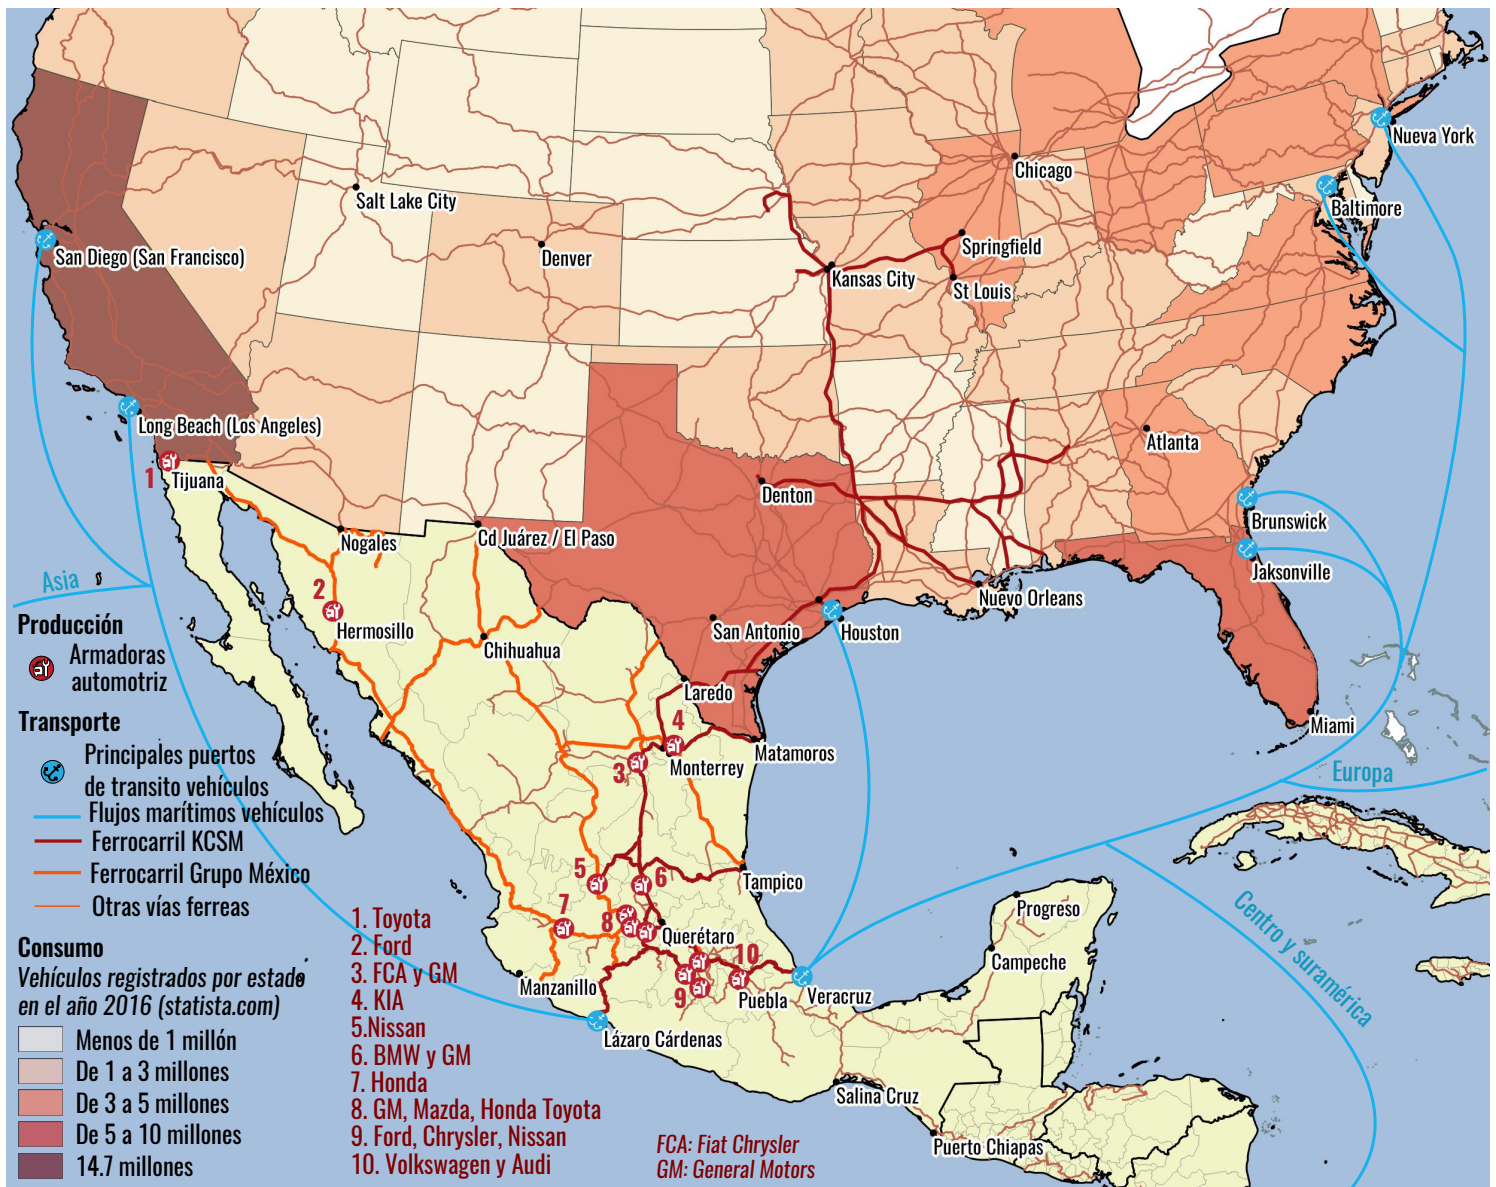 Nueva York
Chicago
Baltimore
Salt Lake City
Springfield
San Diego (San Francisco)
Denver
Kansas City
St Louis
Long Beach (Los Angeles)
Atlanta
1
Tijuana
Denton
Brunswick
Nogales
Cd Juárez / El Paso
Jaksonville
Asia
2
Nuevo Orleans
Hermosillo
San Antonio
Houston
Chihuahua
Laredo
Miami
4
Matamoros
3
Monterrey
Europa
5
6
Tampico
7
8
Querétaro
Progreso
Centro y suramérica
10
Campeche
Manzanillo
9
Puebla
Veracruz
Lázaro Cárdenas
Salina Cruz
Puerto Chiapas
Producción
Armadoras
automotriz
Transporte
Principales puertos
de transito vehículos
Flujos marítimos vehículos
Ferrocarril KCSM
Ferrocarril Grupo México
Otras vías ferreas
Consumo
Vehículos registrados por estado
en el año 2016 (statista.com)
Menos de 1 millón
De 1 a 3 millones
De 3 a 5 millones
De 5 a 10 millones
14.7 millones
1. Toyota
2. Ford
3. FCA y GM
4. KIA
5.Nissan
6. BMW y GM
7. Honda
8. GM, Mazda, Honda Toyota
9. Ford, Chrysler, Nissan
10. Volkswagen y Audi
FCA: Fiat Chrysler
GM: General Motors